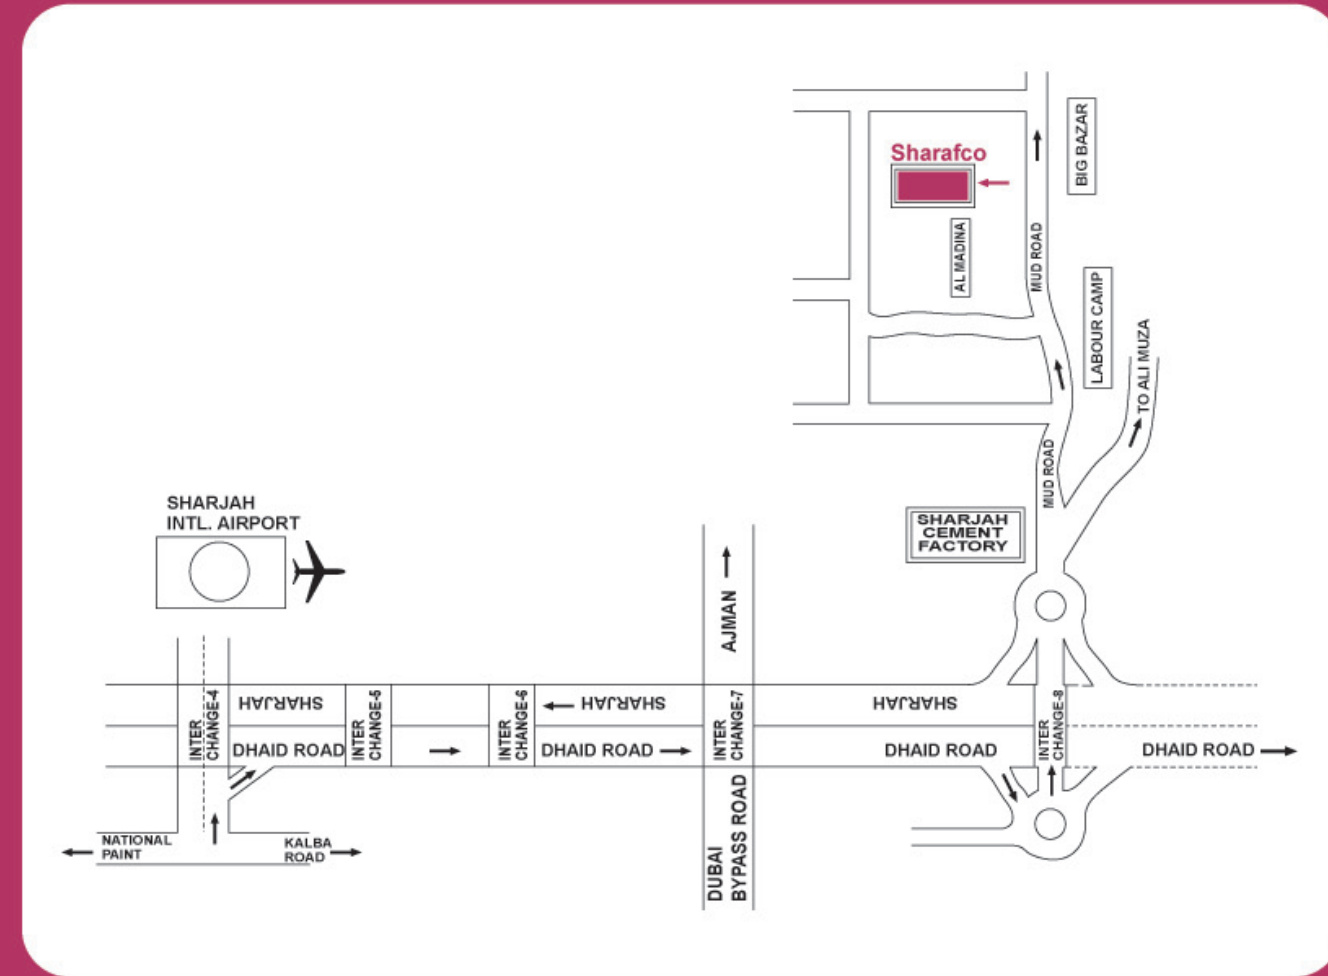 Sharafco
BIG BAZAR
AL MADINA
MUD ROAD
LABOUR CAMP
TO ALI MUZA
MUD ROAD
SHARJAH
CEMENT
FACTORY
SHARJAH
INTL. AIRPORT
AJMAN
INTER
CHANGE-4
SHARJAH
INTER
CHANGE-5
INTER
CHANGE-6
SHARJAH
INTER
CHANGE-7
SHARJAH
INTER
CHANGE-8
DHAID ROAD
DHAID ROAD
DHAID ROAD
DHAID ROAD
NATIONAL
PAINT
KALBA
ROAD
DUBAI
BYPASS ROAD